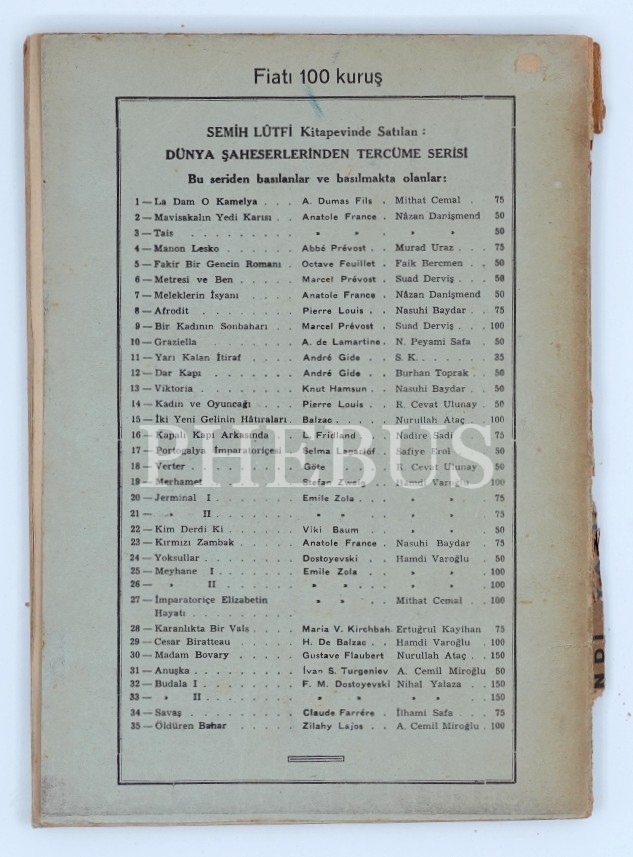 Fiatı 100 kuruş
SEMİH LÛTFİ Kitapevinde Satılan :
DÜNYA ŞAHESERLERİNDEN TERCÜME SERİSİ
Bu seriden basılanlar ve basılmakta olanlar:
1 — La Dam O Kamelya . . . A. Dumas Fils . Mithat Cemal . 75
2 — Mavisakalın Yedi Karısı . . Anatole France . Nâzan Danişmend 50
3 — Tais . . . . . . . . » » » » 50
4 — Manon Lesko . . . . . . Abbé Prévost . . Murad Uraz . . 75
5 — Fakir Bir Gencin Romanı . Octave Feuillet . Faik Bercmen . . 50
6 — Metresi ve Ben . . . . . Marcel Prévost . Suad Derviş . . . 50
7 — Meleklerin İsyanı . . . . Anatole France . Nâzan Danişmend 50
8 — Afrodit . . . . . . . . Pierre Louis . . Nasuhi Baydar . . 75
9 — Bir Kadının Sonbaharı . . Marcel Prévost . Suad Derviş . . . 100
10 — Graziella . . . . . . . A. de Lamartine . N. Peyami Safa . 50
11 — Yarı Kalan İtiraf . . . . André Gide . . S. K. . . . . . 35
12 — Dar Kapı . . . . . . . André Gide . . Burhan Toprak . . 50
13 — Viktoria . . . . . . . Knut Hamsun . . Nasuhi Baydar . . 50
14 — Kadın ve Oyuncağı . . . Pierre Louis . . R. Cevat Ulunay . 50
15 — İki Yeni Gelinin Hâtıraları . Balzac . . . . Nurullah Ataç . . 100
16 — Kapalı Kapı Arkasında L. Fridland . . Nadire Sadi . . 75
17 — Portogalya İmparatoriçesi Selma Lagerlöf Safiye Erol . . 50
18 — Verter . . . . . . . . Göte R. Cevat Ulunay 50
19 — Merhamet Stefan Zweig Hamdi Varoğlu 100
20 — Jerminal I . . . . . . Emile Zola . . . » » 75
21 — » II . . . . . . » » » » 75
22 — Kim Derdi Ki . . . . . Viki Baum . . » » 50
23 — Kırmızı Zambak . . . . Anatole France . Nasuhi Baydar . 75
24 — Yoksullar . . . . . . . Dostoyevski . . Hamdi Varoğlu . 50
25 — Meyhane I . . . . . . Emile Zola . . . » » 100
26 — » II . . . . . . » » . . . » » 100
27 — İmparatoriçe Elizabetin » » . . Mithat Cemal . . 100
Hayatı . . . . . . . .
28 — Karanlıkta Bir Vals . . . . Maria V. Kirchbah. Ertuğrul Kayihan 75
29 — Cesar Biratteau . . . . . H. De Balzac . . Hamdi Varoğlu . 100
30 — Madam Bovary . . . . . Gustave Flaubert Nurullah Ataç . . 150
31 — Anuşka . . . . . . . . İvan S. Turgeniev A. Cemil Miroğlu 50
32 — Budala I . . . . . . . F. M. Dostoyevski Nihal Yalaza . . 150
33 — » II . . . . . . . » » » » 150
34 — Savaş . . . . . . . . Claude Farrére . İlhami Safa . . . 75
35 — Öldüren Bahar . . . . Zilahy Lajos . . A. Cemil Miroğlu . 100
PHEBUS